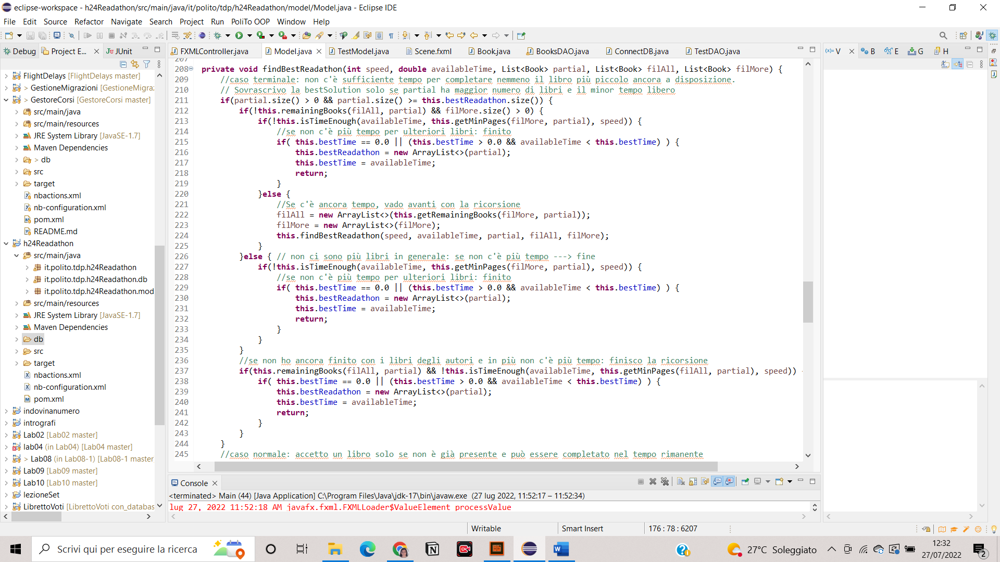 eclipse-workspace - h24Readathon/src/main/java/it/polito/tdp/h24Readathon/model/Model.java - Eclipse IDE
File Edit Source Refactor Navigate Search Project Run PoliTo OOP Window Help
Debug Project E... JUnit
FXMLController.java Model.java TestModel.java Scene.fxml Book.java BooksDAO.java ConnectDB.java TestDAO.java
V B E G H
FlightDelays [FlightDelays master]
> GestioneMigrazioni [GestioneMigra:
> GestoreCorsi [GestoreCorsi master]
src/main/java
src/main/resources
JRE System Library [JavaSE-1.7]
Maven Dependencies
> db
src
target
nbactions.xml
nb-configuration.xml
pom.xml
README.md
h24Readathon
src/main/java
it.polito.tdp.h24Readathon
it.polito.tdp.h24Readathon.db
it.polito.tdp.h24Readathon.mod
src/main/resources
JRE System Library [JavaSE-1.7]
Maven Dependencies
db
src
target
nbactions.xml
nb-configuration.xml
pom.xml
indovinanumero
intrografi
Lab02 [Lab02 master]
lab04 (in Lab04) [Lab04 master]
> Lab08 (in Lab08-1) [Lab08-1 master
Lab09 [Lab09 master]
Lab10 [Lab10 master]
lezioneSet
LibrettoVoti [LibrettoVoti con_databas
207
208 private void findBestReadathon(int speed, double availableTime, List<Book> partial, List<Book> filAll, List<Book> filMore) {
209 //caso terminale: non c'è sufficiente tempo per completare nemmeno il libro più piccolo ancora a disposizione.
210 // Sovrascrivo la bestSolution solo se partial ha maggior numero di libri e il minor tempo libero
211 if(partial.size() > 0 && partial.size() >= this.bestReadathon.size()) {
212 if(!this.remainingBooks(filAll, partial) && filMore.size() > 0) {
213 if(!this.isTimeEnough(availableTime, this.getMinPages(filMore, partial), speed)) {
214 //se non c'è più tempo per ulteriori libri: finito
215 if( this.bestTime == 0.0 || (this.bestTime > 0.0 && availableTime < this.bestTime) ) {
216 this.bestReadathon = new ArrayList<>(partial);
217 this.bestTime = availableTime;
218 return;
219 }
220 }else {
221 //Se c'è ancora tempo, vado avanti con la ricorsione
222 filAll = new ArrayList<>(this.getRemainingBooks(filMore, partial));
223 filMore = new ArrayList<>(filMore);
224 this.findBestReadathon(speed, availableTime, partial, filAll, filMore);
225 }
226 }else { // non ci sono più libri in generale: se non c'è più tempo ---> fine
227 if(!this.isTimeEnough(availableTime, this.getMinPages(filMore, partial), speed)) {
228 //se non c'è più tempo per ulteriori libri: finito
229 if( this.bestTime == 0.0 || (this.bestTime > 0.0 && availableTime < this.bestTime) ) {
230 this.bestReadathon = new ArrayList<>(partial);
231 this.bestTime = availableTime;
232 return;
233 }
234 }
235 }
236 //se non ho ancora finito con i libri degli autori e in più non c'è più tempo: finisco la ricorsione
237 if(this.remainingBooks(filAll, partial) && !this.isTimeEnough(availableTime, this.getMinPages(filAll, partial), speed))
238 if( this.bestTime == 0.0 || (this.bestTime > 0.0 && availableTime < this.bestTime) ) {
239 this.bestReadathon = new ArrayList<>(partial);
240 this.bestTime = availableTime;
241 return;
242 }
243 }
244 }
245 //caso normale: accetto un libro solo se non è già presente e può essere completato nel tempo rimanente
Console
<terminated> Main (44) [Java Application] C:\Program Files\Java\jdk-17\bin\javaw.exe (27 lug 2022, 11:52:17 – 11:52:34)
lug 27, 2022 11:52:18 AM javafx.fxml.FXMLLoader$ValueElement processValue
Writable Smart Insert 176 : 78 : 6207
Scrivi qui per eseguire la ricerca
27°C Soleggiato
12:32
27/07/2022
2